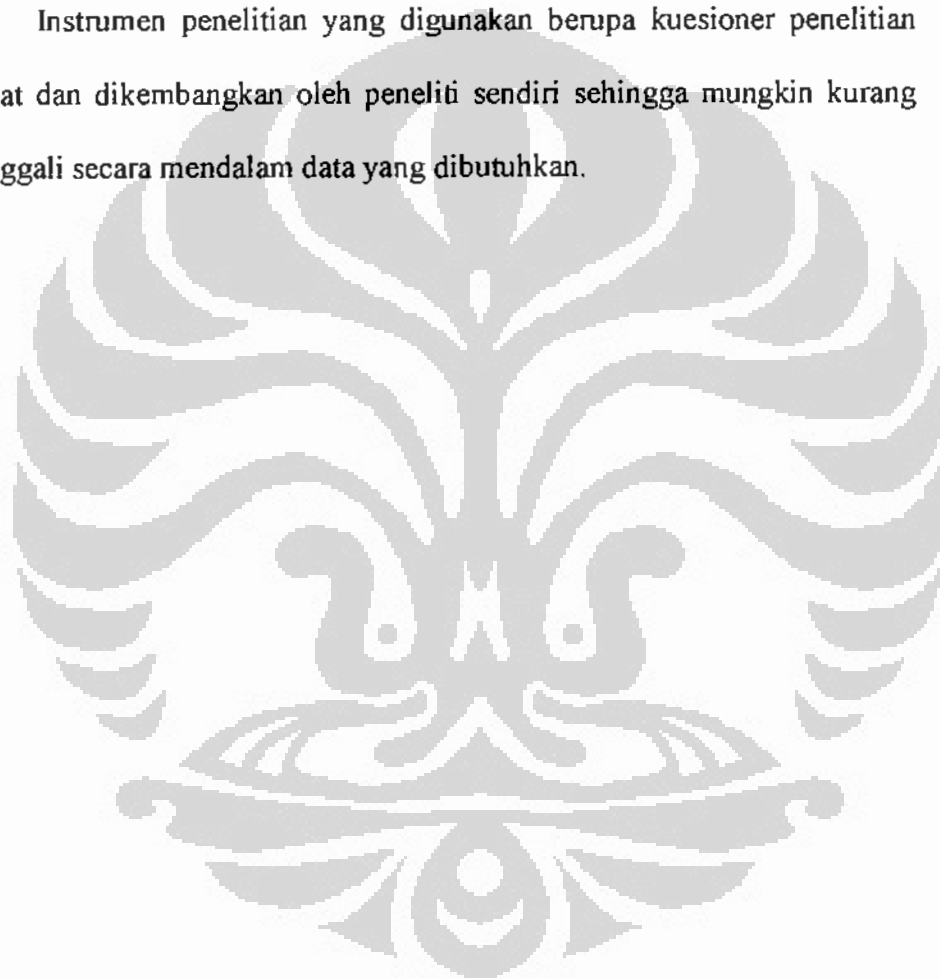 Instrumen penelitian yang digunakan berupa kuesioner penelitian
at dan dikembangkan oleh peneliti sendiri sehingga mungkin kurang
ggali secara mendalam data yang dibutuhkan.